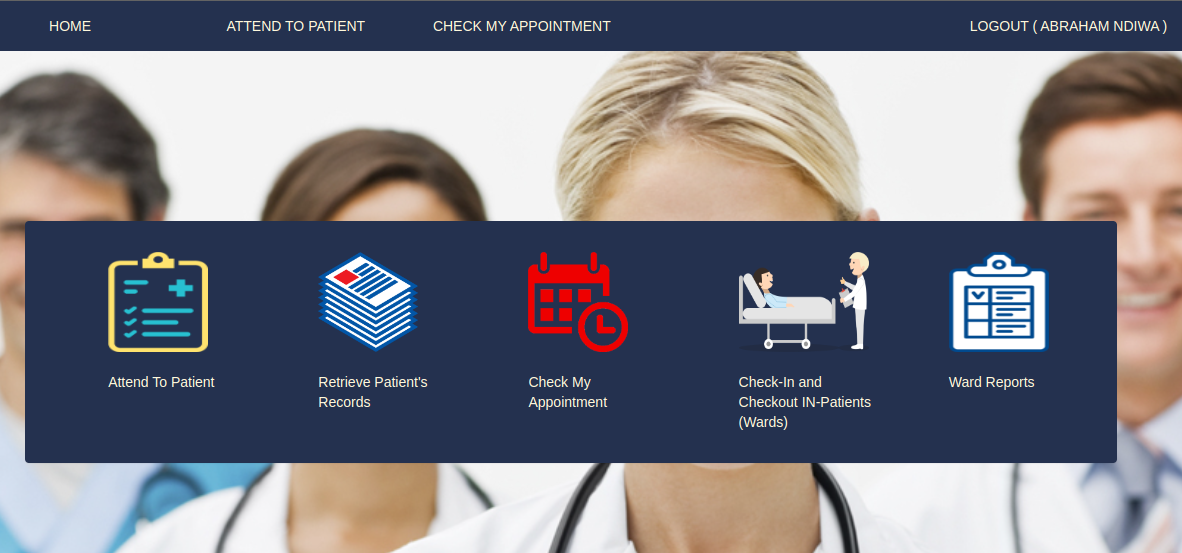 HOME ATTEND TO PATIENT CHECK MY APPOINTMENT LOGOUT ( ABRAHAM NDIWA )
Attend To Patient
Retrieve Patient's
Records
Check My
Appointment
Check-In and
Checkout IN-Patients
(Wards)
Ward Reports